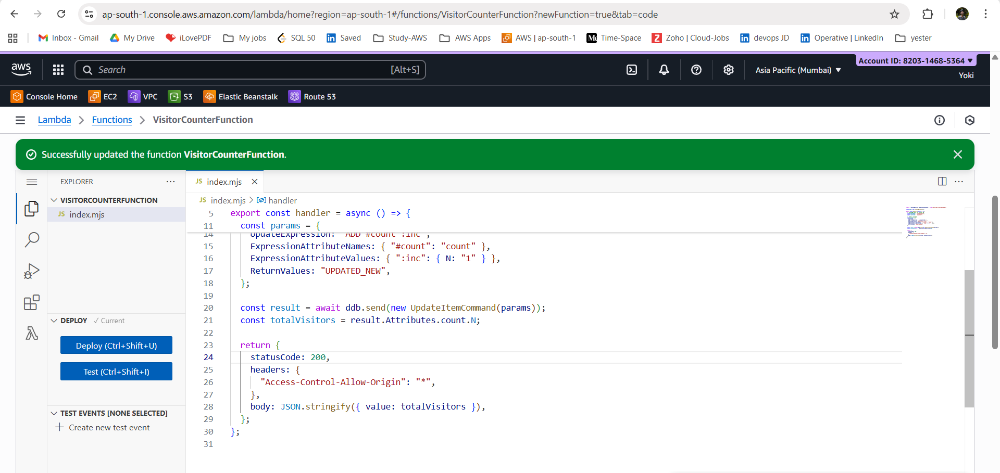 ap-south-1.console.aws.amazon.com/lambda/home?region=ap-south-1#/functions/VisitorCounterFunction?newFunction=true&tab=code
Inbox - Gmail
My Drive
iLovePDF
My jobs
SQL 50
Saved
Study-AWS
AWS Apps
AWS | ap-south-1
Time-Space
Zoho | Cloud-Jobs
devops JD
Operative | LinkedIn
yester
aws
Search
[Alt+S]
Asia Pacific (Mumbai) ▼
Account ID: 8203-1468-5364 ▼
Yoki
Console Home
EC2
VPC
S3
Elastic Beanstalk
Route 53
Lambda > Functions > VisitorCounterFunction
Successfully updated the function VisitorCounterFunction.
EXPLORER
VISITORCOUNTERFUNCTION
JS index.mjs
DEPLOY ✓ Current
Deploy (Ctrl+Shift+U)
Test (Ctrl+Shift+I)
TEST EVENTS [NONE SELECTED]
+ Create new test event
JS index.mjs
JS index.mjs > handler
5 export const handler = async () => {
11 const params = {
14 UpdateExpression: "ADD #count :inc",
15 ExpressionAttributeNames: { "#count": "count" },
16 ExpressionAttributeValues: { ":inc": { N: "1" } },
17 ReturnValues: "UPDATED_NEW",
18 };
19
20 const result = await ddb.send(new UpdateItemCommand(params));
21 const totalVisitors = result.Attributes.count.N;
22
23 return {
24 statusCode: 200,
25 headers: {
26 "Access-Control-Allow-Origin": "*",
27 },
28 body: JSON.stringify({ value: totalVisitors }),
29 };
30 };
31